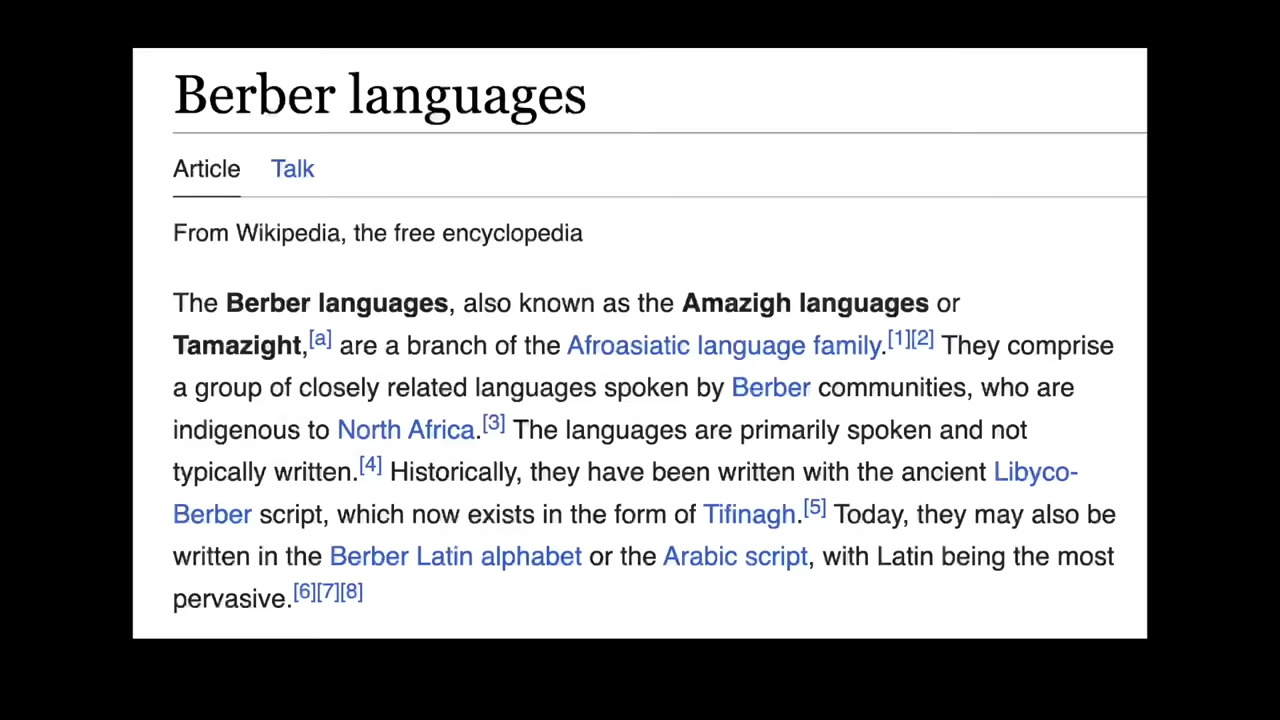 Berber languages
Article Talk
From Wikipedia, the free encyclopedia
The Berber languages, also known as the Amazigh languages or
Tamazight,[a] are a branch of the Afroasiatic language family.[1][2] They comprise
a group of closely related languages spoken by Berber communities, who are
indigenous to North Africa.[3] The languages are primarily spoken and not
typically written.[4] Historically, they have been written with the ancient Libyco-
Berber script, which now exists in the form of Tifinagh.[5] Today, they may also be
written in the Berber Latin alphabet or the Arabic script, with Latin being the most
pervasive.[6][7][8]